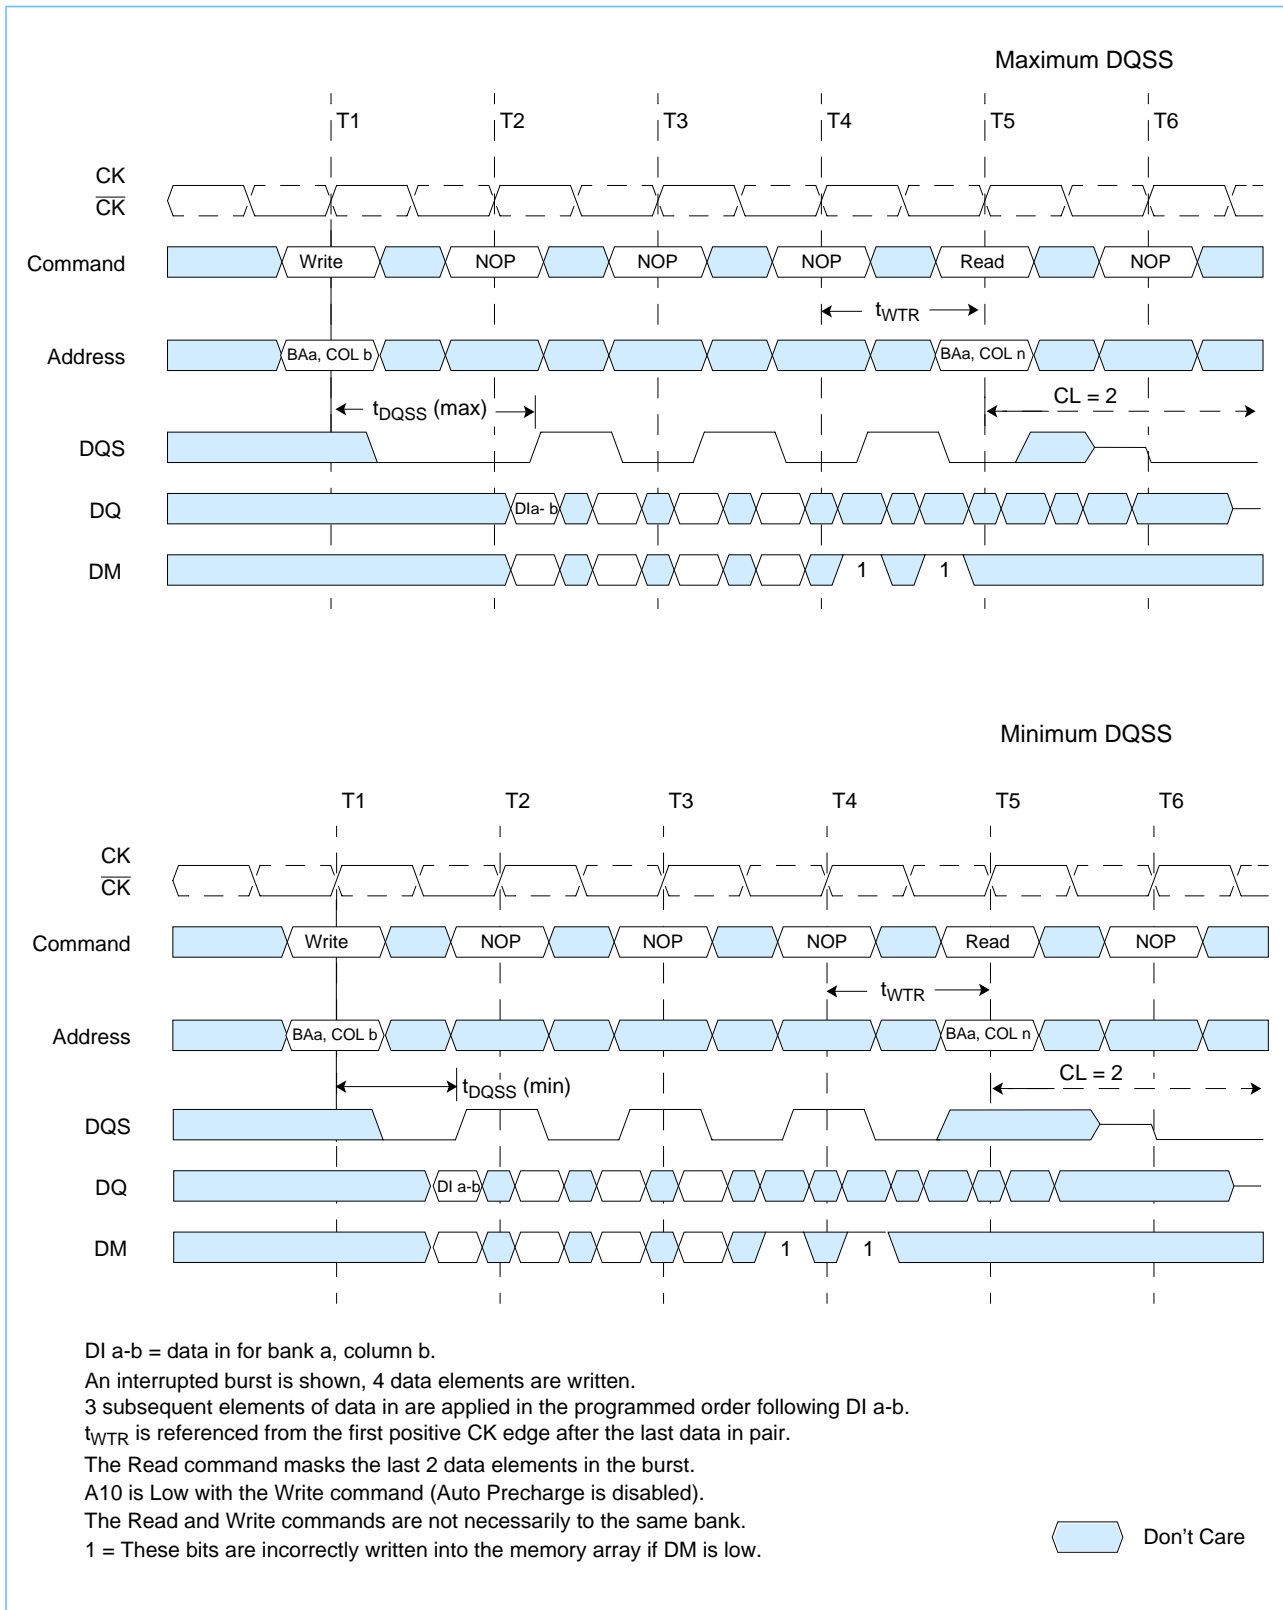 Maximum DQSS
T1 T2 T3 T4 T5 T6
CK
CK
Command Write NOP NOP NOP Read NOP
tWTR
Address BAa, COL b BAa, COL n
tDQSS (max) CL = 2
DQS
DQ DIa- b
DM 1 1
Minimum DQSS
T1 T2 T3 T4 T5 T6
CK
CK
Command Write NOP NOP NOP Read NOP
tWTR
Address BAa, COL b BAa, COL n
tDQSS (min) CL = 2
DQS
DQ DI a-b
DM 1 1
DI a-b = data in for bank a, column b.
An interrupted burst is shown, 4 data elements are written.
3 subsequent elements of data in are applied in the programmed order following DI a-b.
tWTR is referenced from the first positive CK edge after the last data in pair.
The Read command masks the last 2 data elements in the burst.
A10 is Low with the Write command (Auto Precharge is disabled).
The Read and Write commands are not necessarily to the same bank.
1 = These bits are incorrectly written into the memory array if DM is low.
Don't Care